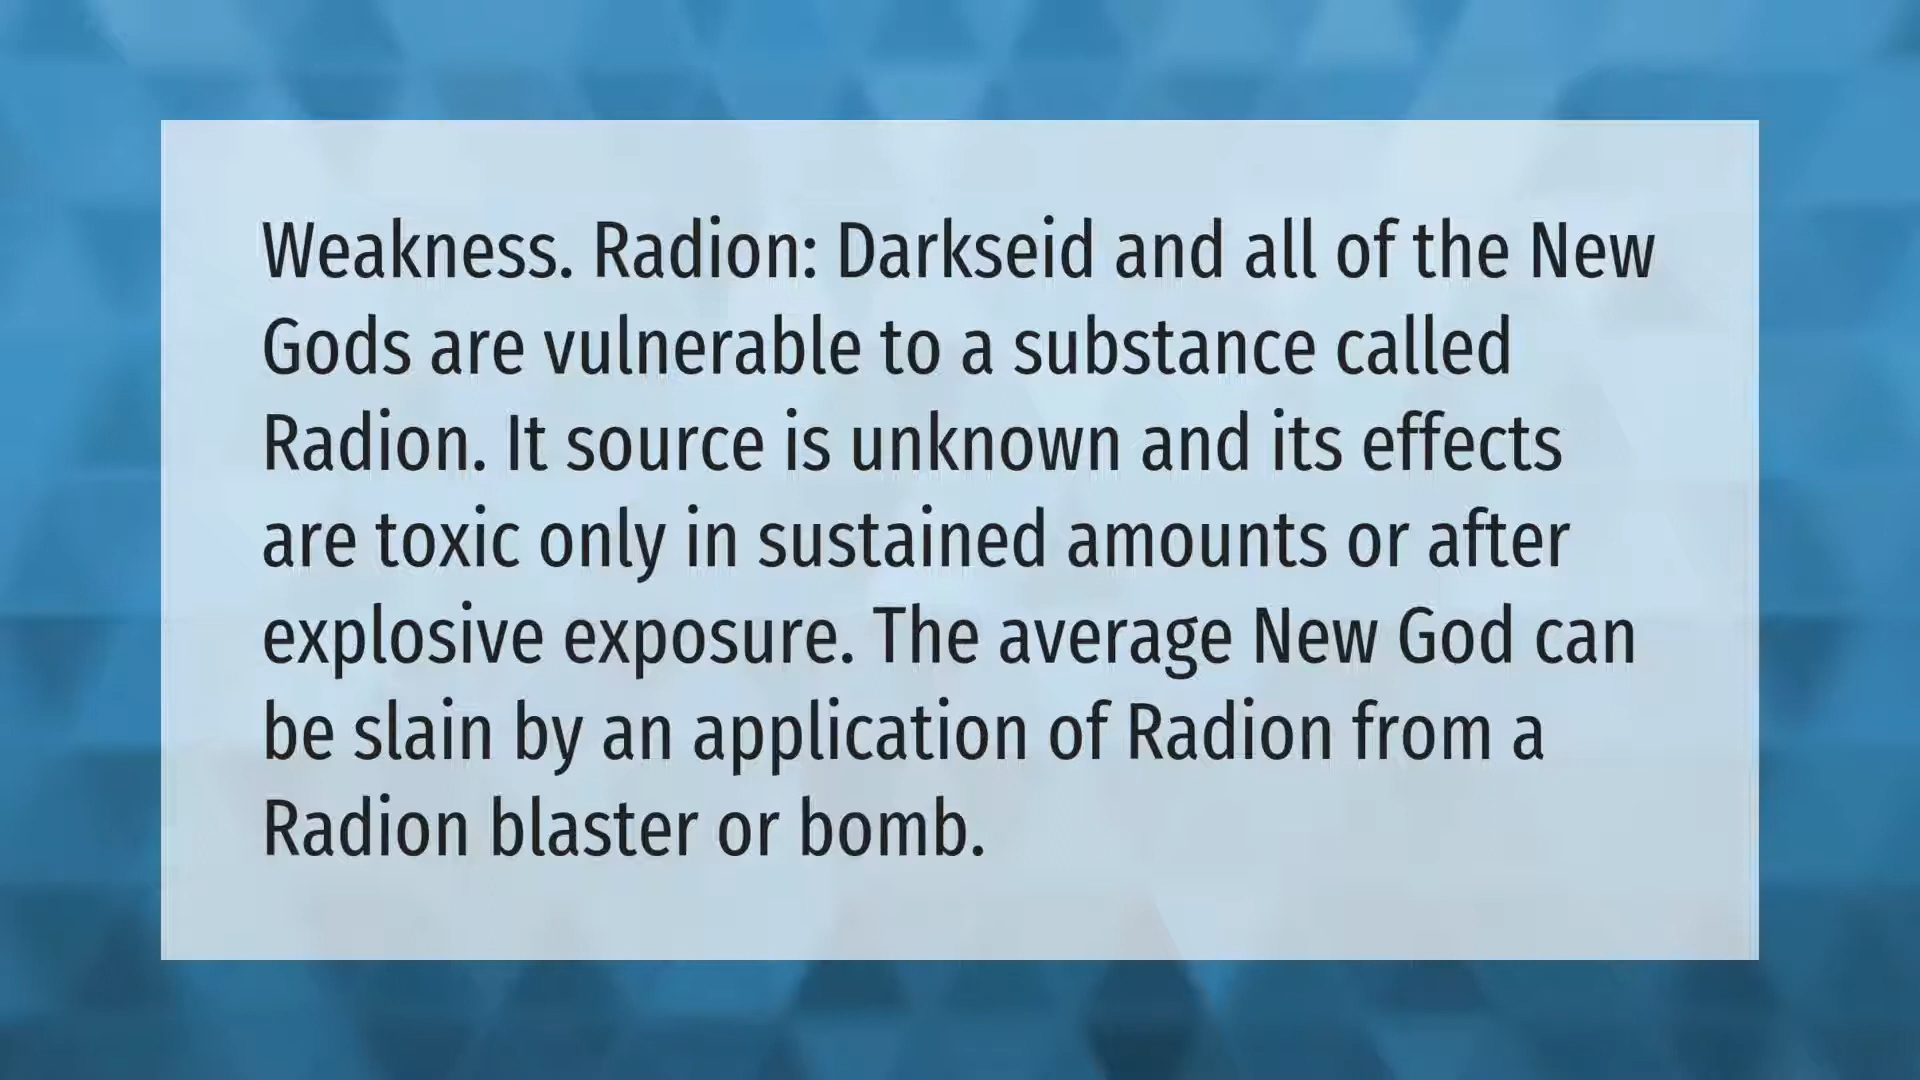 Weakness. Radion: Darkseid and all of the New
Gods are vulnerable to a substance called
Radion. It source is unknown and its effects
are toxic only in sustained amounts or after
explosive exposure. The average New God can
be slain by an application of Radion from a
Radion blaster or bomb.